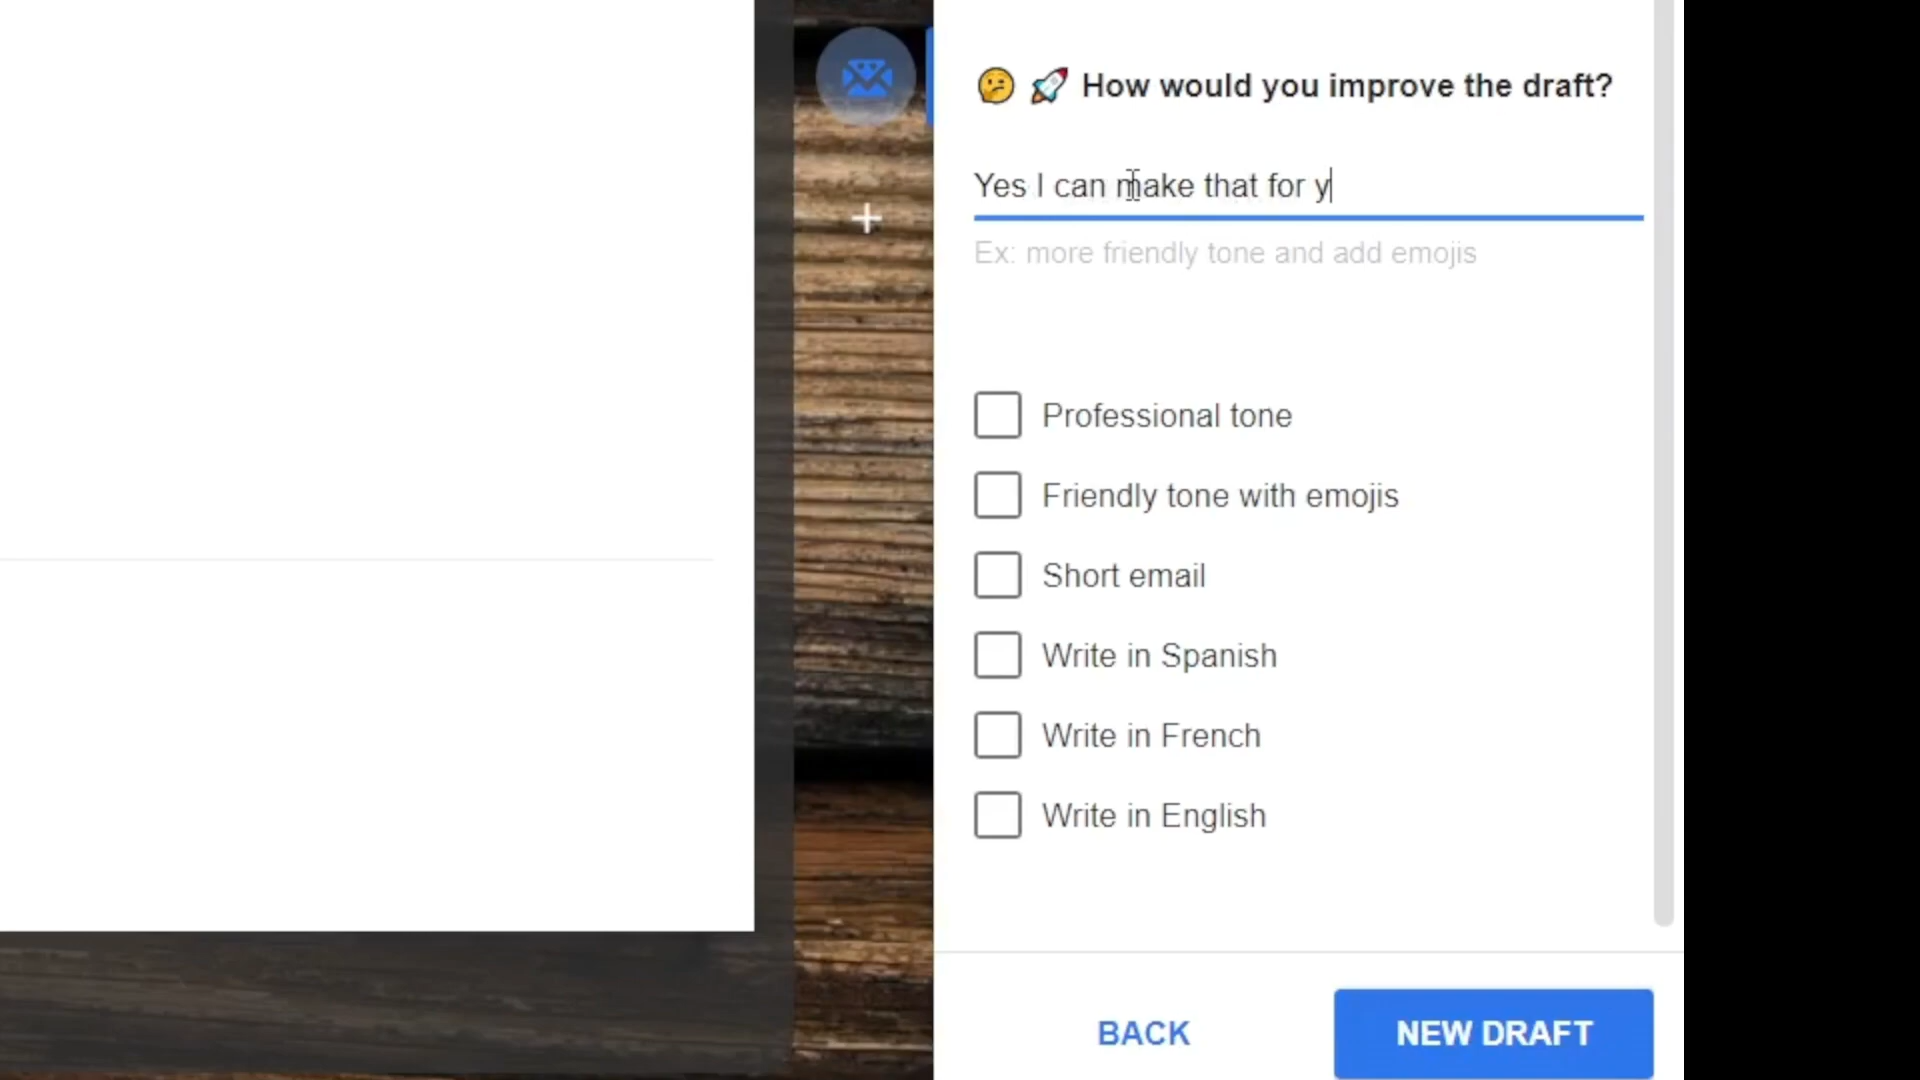 🤔 🚀 How would you improve the draft?
Yes I can make that for y
Ex: more friendly tone and add emojis
Professional tone
Friendly tone with emojis
Short email
Write in Spanish
Write in French
Write in English
BACK
NEW DRAFT